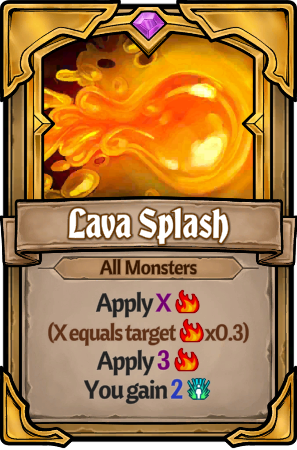 Lava Splash
All Monsters
Apply X
(X equals target x0.3)
Apply 3
You gain 2